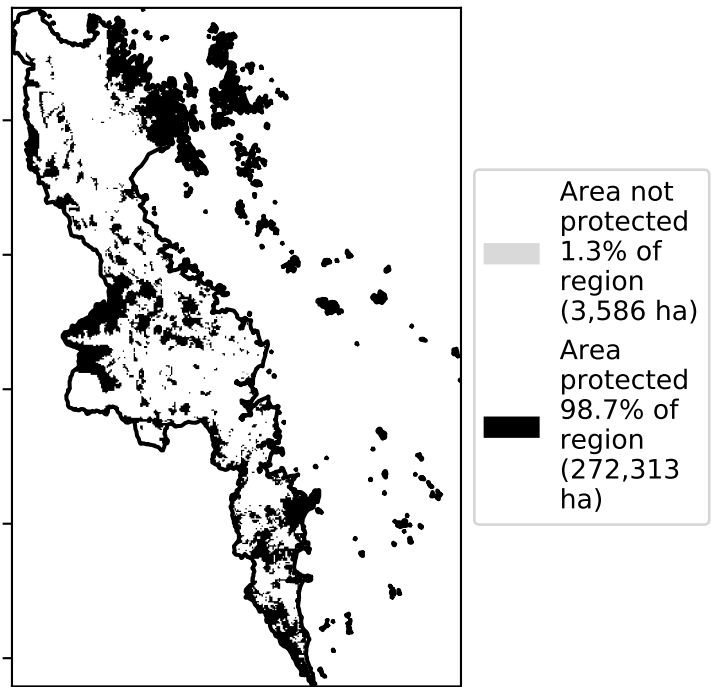 Area not
protected
1.3% of
region
(3,586 ha)
Area
protected
98.7% of
region
(272,313
ha)